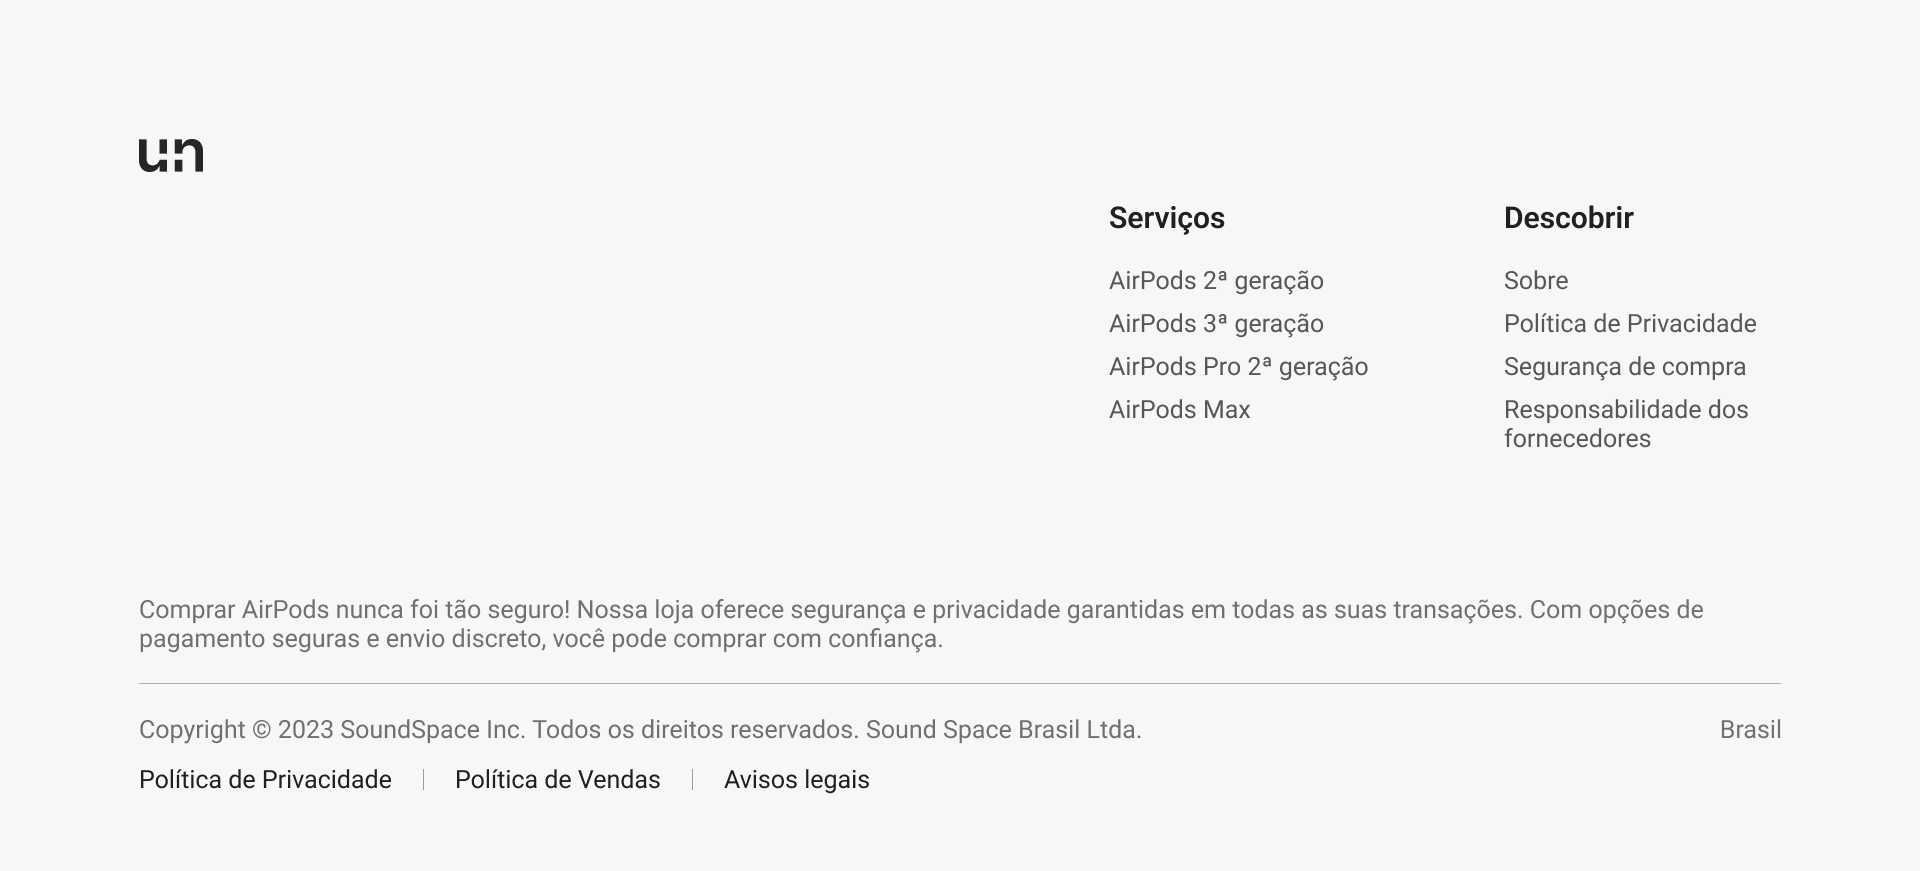 un
Serviços
AirPods 2ª geração
AirPods 3ª geração
AirPods Pro 2ª geração
AirPods Max
Descobrir
Sobre
Política de Privacidade
Segurança de compra
Responsabilidade dos
fornecedores
Comprar AirPods nunca foi tão seguro! Nossa loja oferece segurança e privacidade garantidas em todas as suas transações. Com opções de
pagamento seguras e envio discreto, você pode comprar com confiança.
Copyright © 2023 SoundSpace Inc. Todos os direitos reservados. Sound Space Brasil Ltda.
Brasil
Política de Privacidade | Política de Vendas | Avisos legais